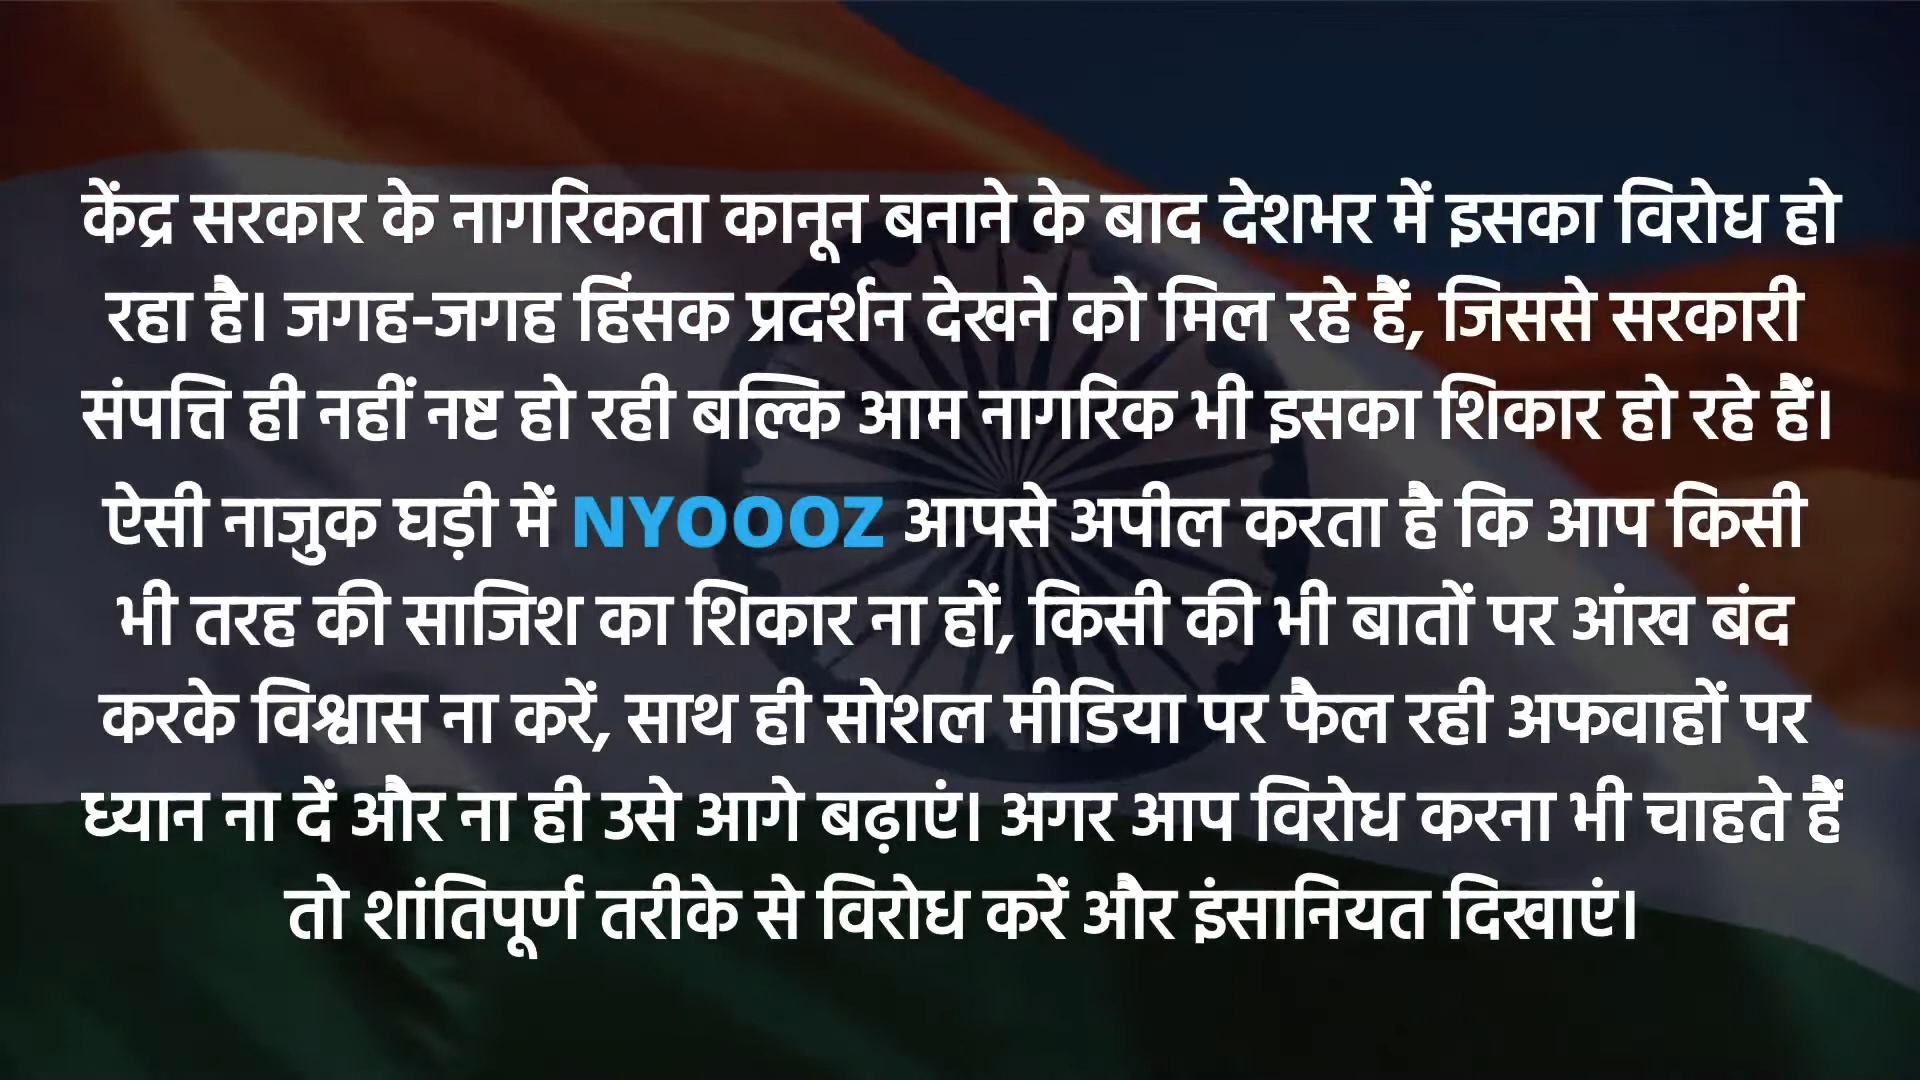 केंद्र सरकार के नागरिकता कानून बनाने के बाद देशभर में इसका विरोध हो
रहा है। जगह-जगह हिंसक प्रदर्शन देखने को मिल रहे हैं, जिससे सरकारी
संपत्ति ही नहीं नष्ट हो रही बल्कि आम नागरिक भी इसका शिकार हो रहे हैं।
ऐसी नाजुक घड़ी में NYOOOZ आपसे अपील करता है कि आप किसी
भी तरह की साजिश का शिकार ना हों, किसी की भी बातों पर आंख बंद
करके विश्वास ना करें, साथ ही सोशल मीडिया पर फैल रही अफवाहों पर
ध्यान ना दें और ना ही उसे आगे बढ़ाएं। अगर आप विरोध करना भी चाहते हैं
तो शांतिपूर्ण तरीके से विरोध करें और इंसानियत दिखाएं।